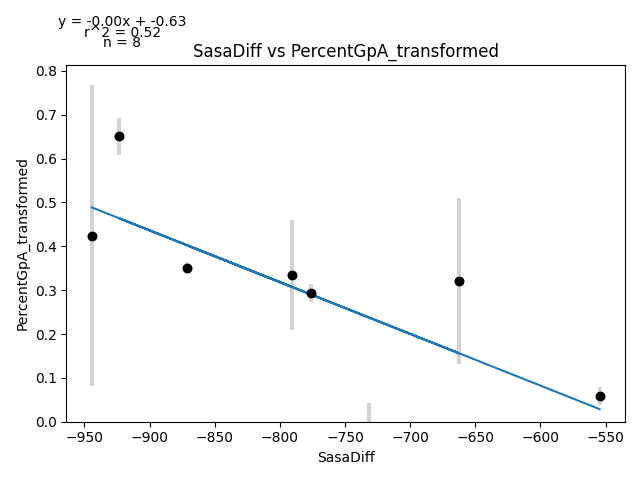 y = -0.00x + -0.63
r^2 = 0.52
n = 8
SasaDiff vs PercentGpA_transformed
PercentGpA_transformed
0.8
0.7
0.6
0.5
0.4
0.3
0.2
0.1
0.0
−950 −900 −850 −800 −750 −700 −650 −600 −550
SasaDiff